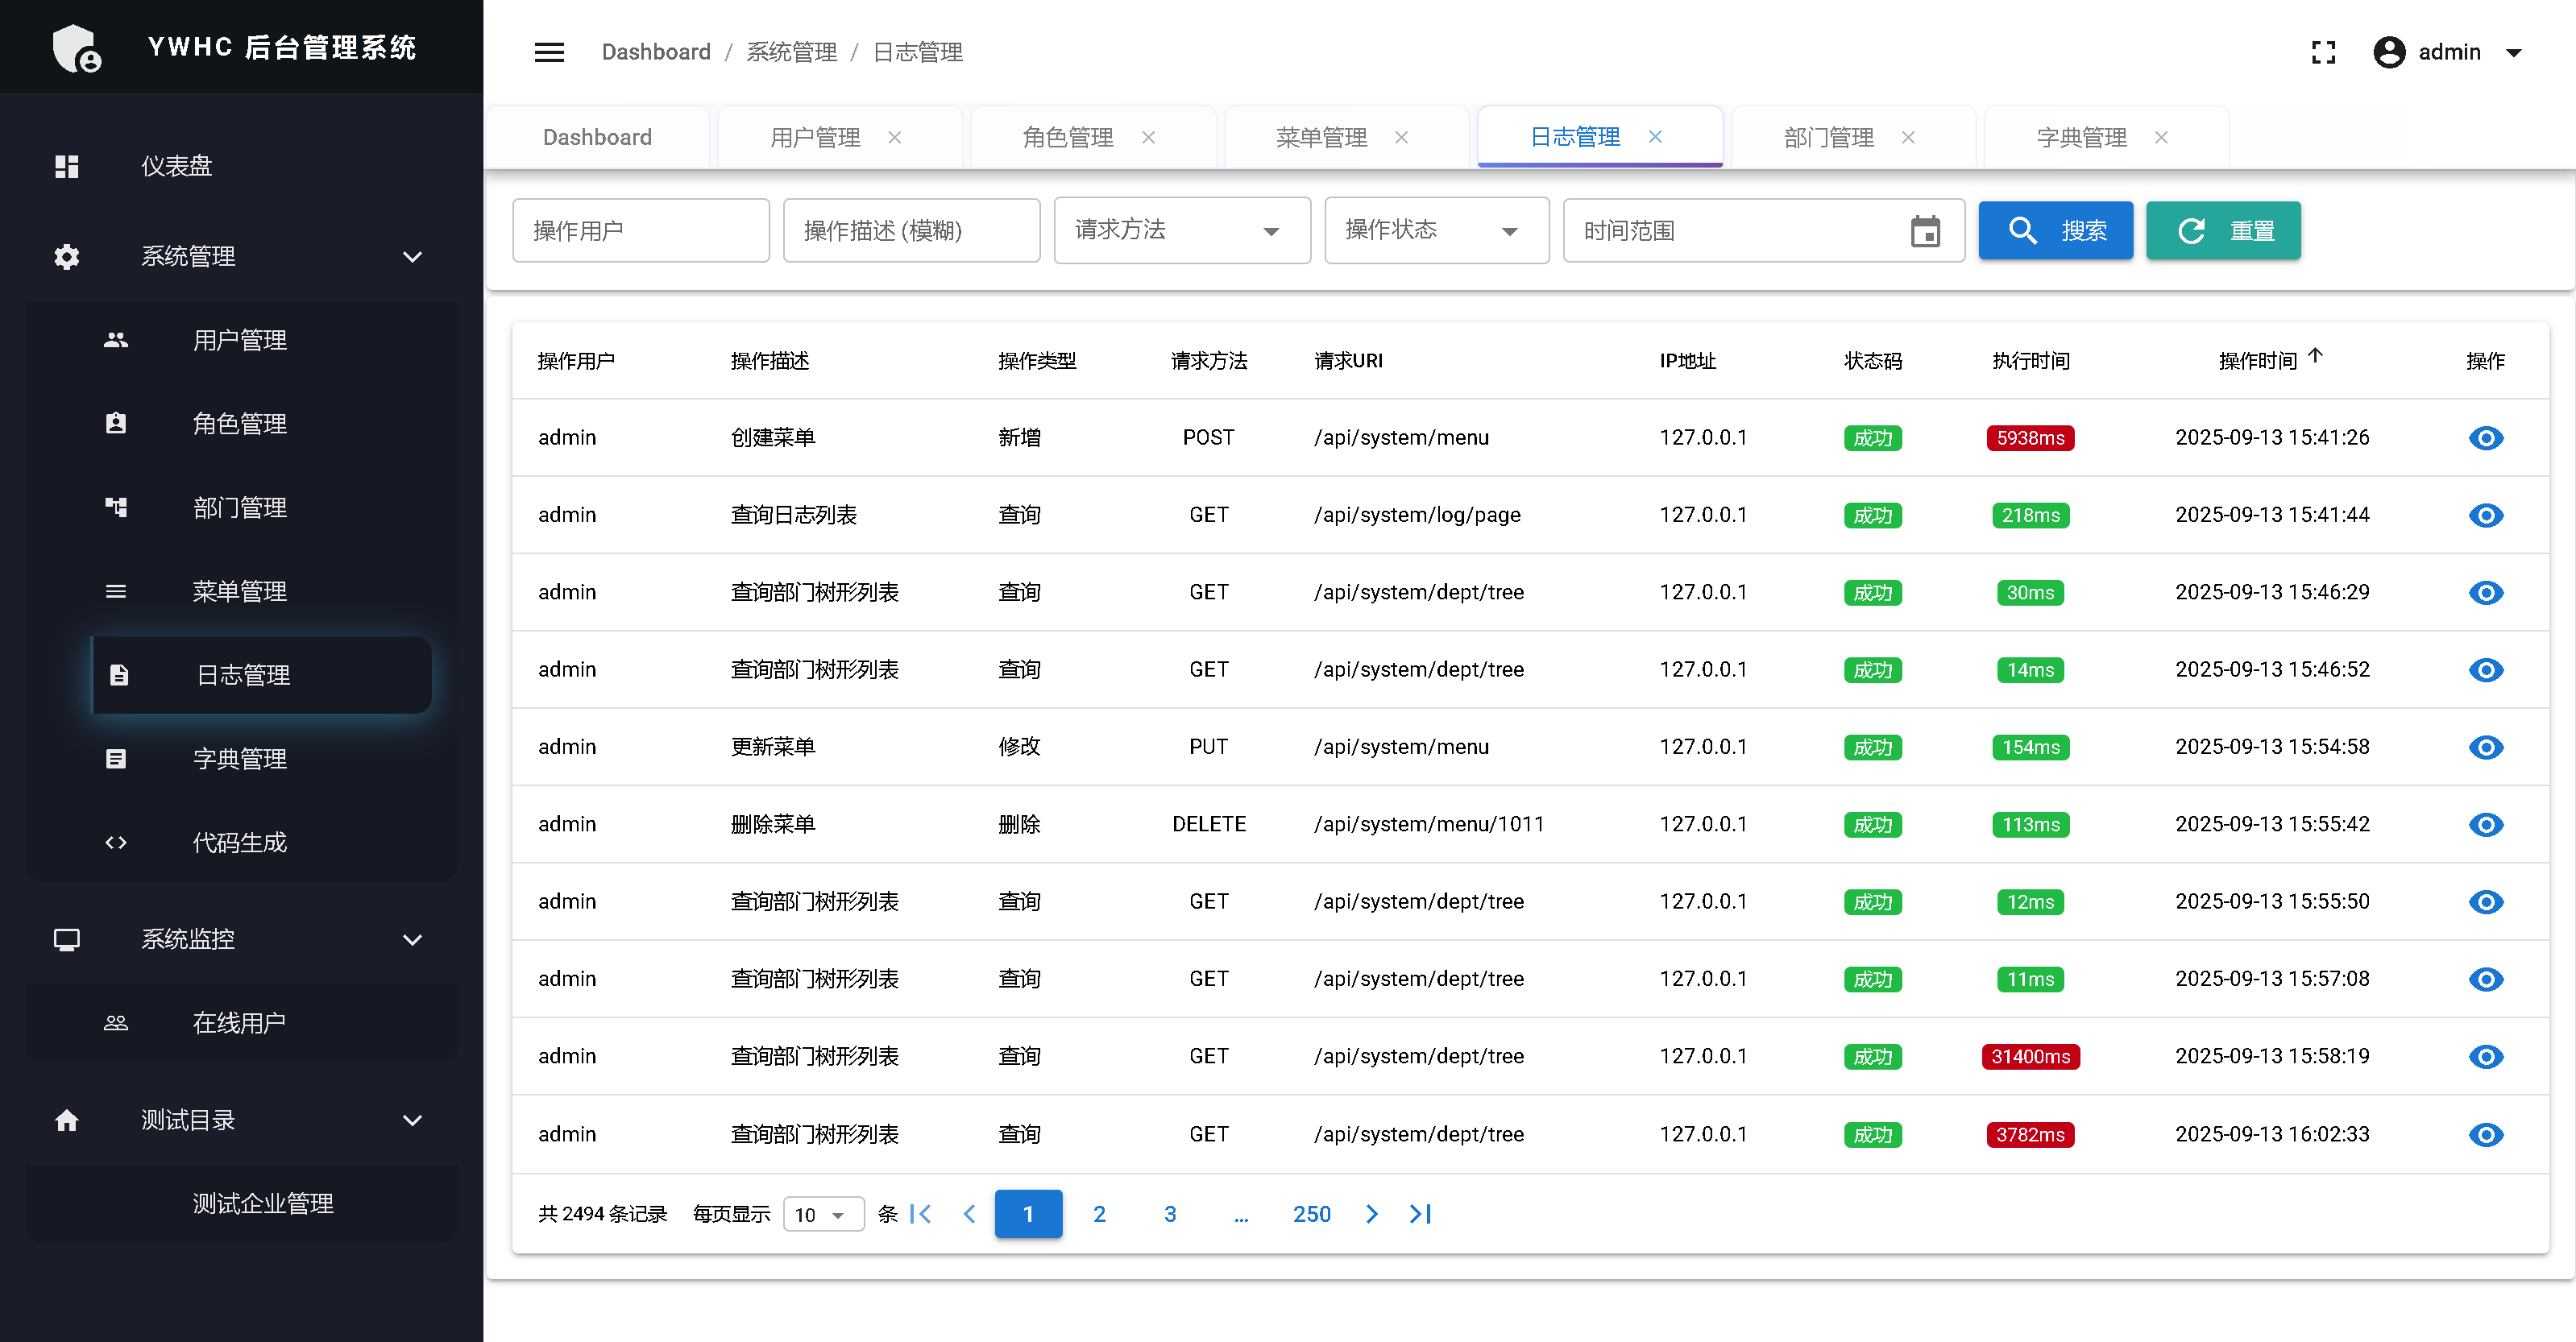 YWHC 后台管理系统
仪表盘
系统管理
用户管理
角色管理
部门管理
菜单管理
日志管理
字典管理
代码生成
系统监控
在线用户
测试目录
测试企业管理
Dashboard / 系统管理 / 日志管理
admin
Dashboard 用户管理 角色管理 菜单管理 日志管理 部门管理 字典管理
操作用户 操作描述 (模糊) 请求方法 操作状态 时间范围 搜索 重置
操作用户 操作描述 操作类型 请求方法 请求URI IP地址 状态码 执行时间 操作时间 操作
admin 创建菜单 新增 POST /api/system/menu 127.0.0.1 成功 5938ms 2025-09-13 15:41:26
admin 查询日志列表 查询 GET /api/system/log/page 127.0.0.1 成功 218ms 2025-09-13 15:41:44
admin 查询部门树形列表 查询 GET /api/system/dept/tree 127.0.0.1 成功 30ms 2025-09-13 15:46:29
admin 查询部门树形列表 查询 GET /api/system/dept/tree 127.0.0.1 成功 14ms 2025-09-13 15:46:52
admin 更新菜单 修改 PUT /api/system/menu 127.0.0.1 成功 154ms 2025-09-13 15:54:58
admin 删除菜单 删除 DELETE /api/system/menu/1011 127.0.0.1 成功 113ms 2025-09-13 15:55:42
admin 查询部门树形列表 查询 GET /api/system/dept/tree 127.0.0.1 成功 12ms 2025-09-13 15:55:50
admin 查询部门树形列表 查询 GET /api/system/dept/tree 127.0.0.1 成功 11ms 2025-09-13 15:57:08
admin 查询部门树形列表 查询 GET /api/system/dept/tree 127.0.0.1 成功 31400ms 2025-09-13 15:58:19
admin 查询部门树形列表 查询 GET /api/system/dept/tree 127.0.0.1 成功 3782ms 2025-09-13 16:02:33
共 2494 条记录 每页显示 10 条 1 2 3 ... 250